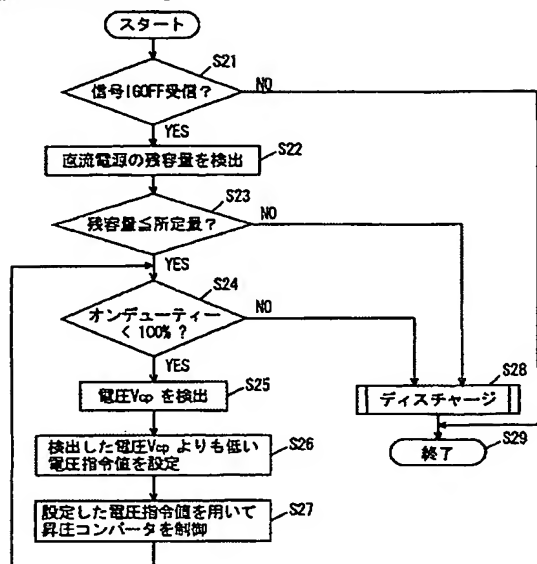 スタート
S21
信号IGOFF受信?
NO
YES
S22
直流電源の残容量を検出
S23
残容量≦所定量?
NO
YES
S24
オンデューティー
< 100% ?
NO
YES
S25
電圧Vcp を検出
S28
ディスチャージ
S26
検出した電圧Vcp よりも低い
電圧指令値を設定
S29
終了
S27
設定した電圧指令値を用いて
昇圧コンバータを制御